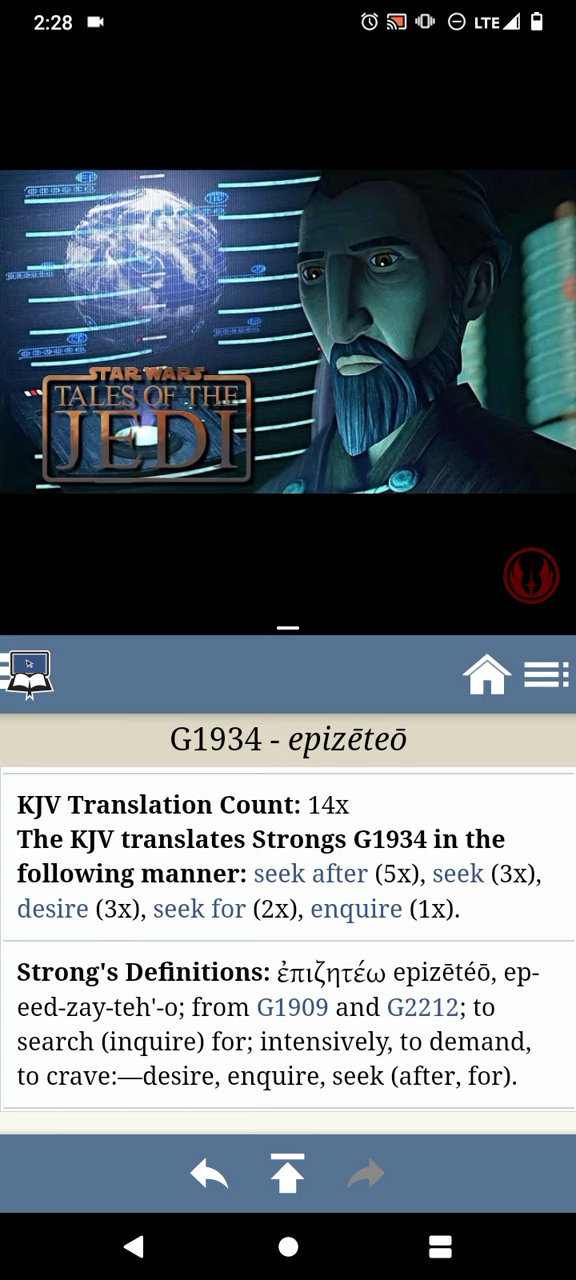 2:28
LTE
STAR WARS
TALES OF THE
JEDI
G1934 - epizēteō
KJV Translation Count: 14x
The KJV translates Strongs G1934 in the
following manner: seek after (5x), seek (3x),
desire (3x), seek for (2x), enquire (1x).
Strong's Definitions: ἐπιζητέω epizētéō, ep-
eed-zay-teh'-o; from G1909 and G2212; to
search (inquire) for; intensively, to demand,
to crave:—desire, enquire, seek (after, for).